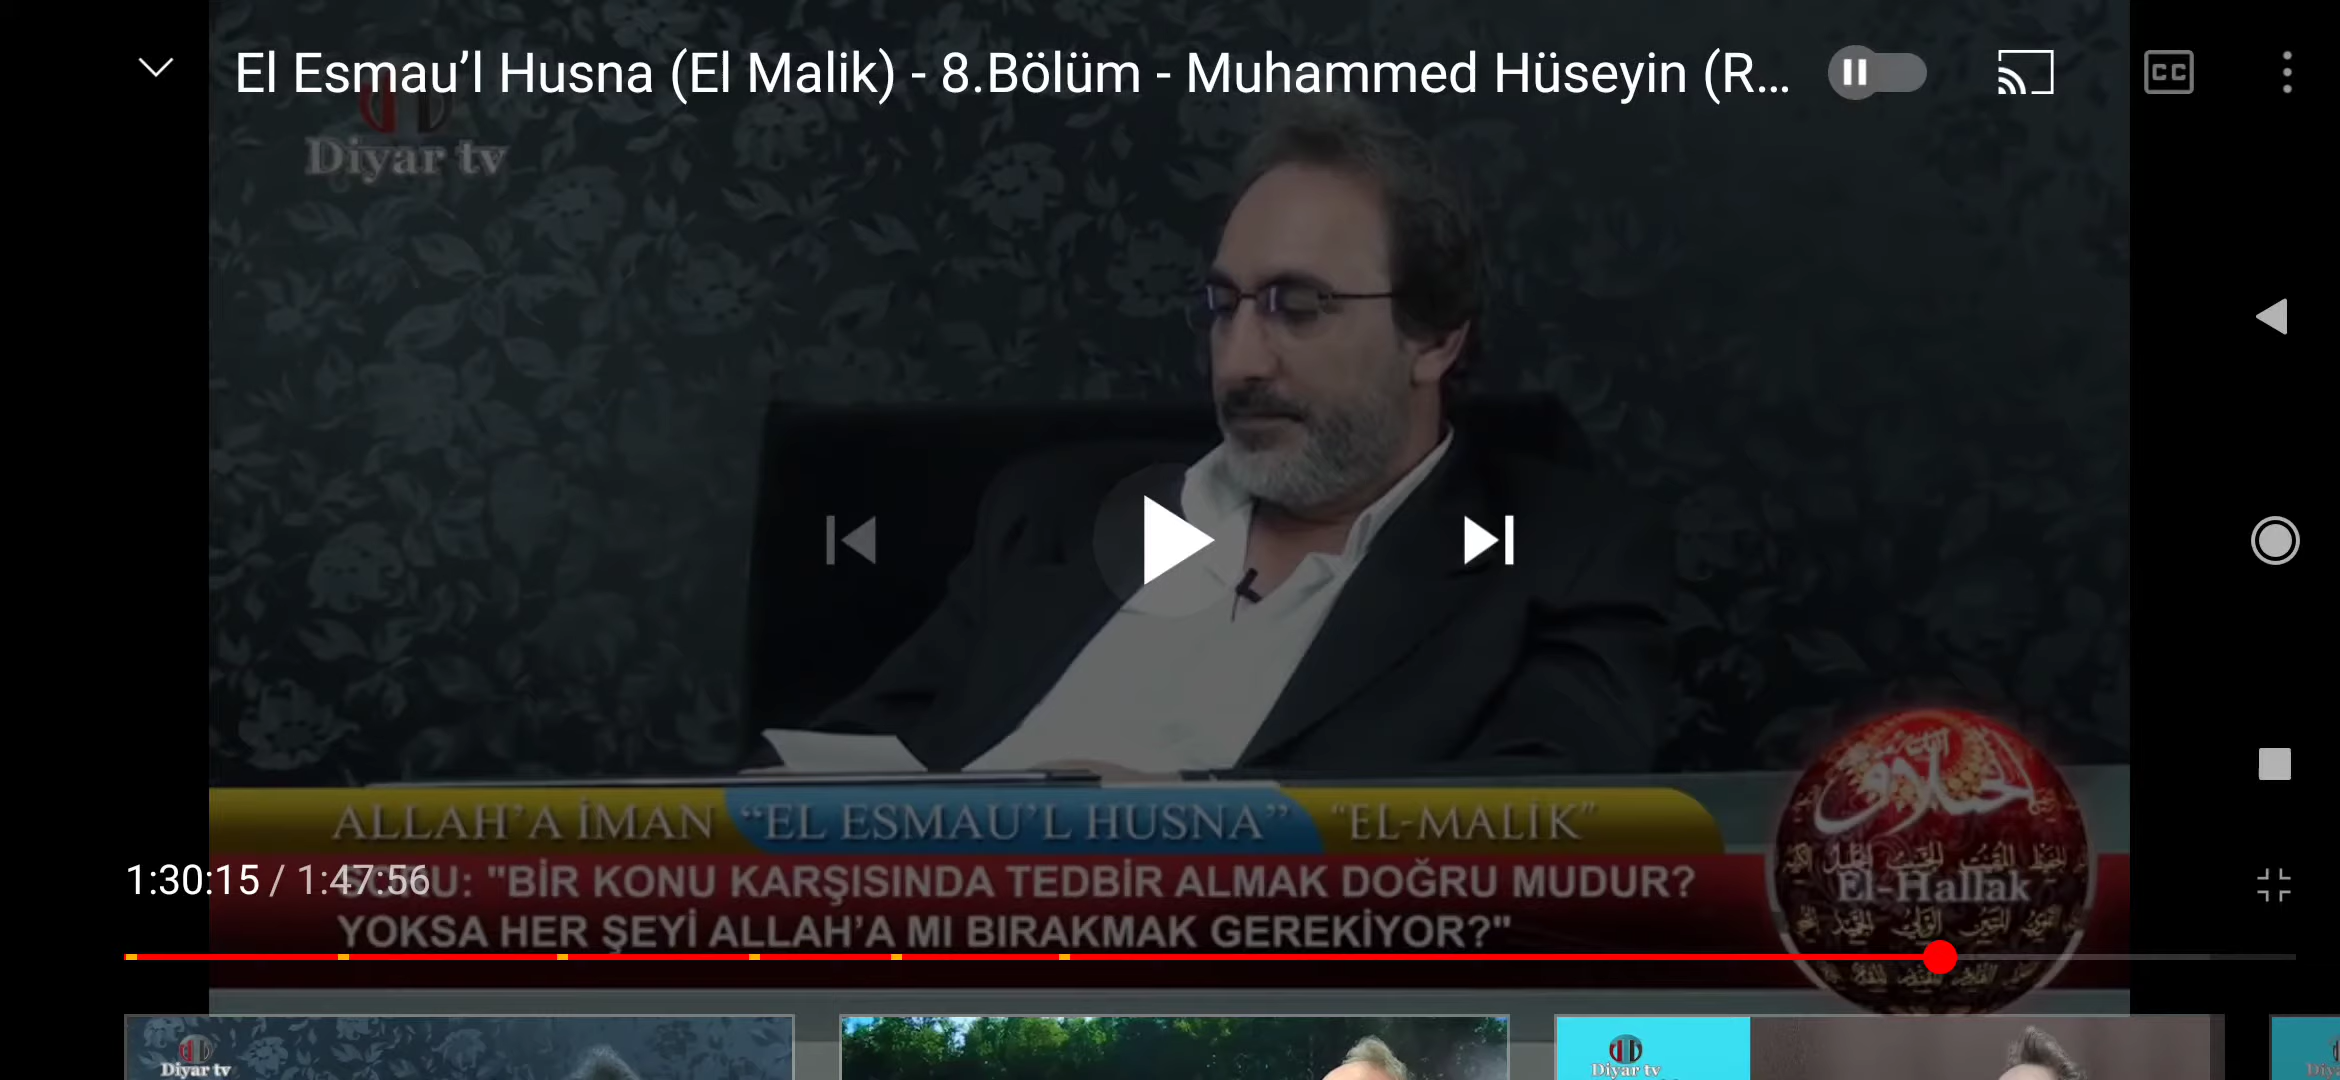 El Esmau’l Husna (El Malik) - 8.Bölüm - Muhammed Hüseyin (R...
CC
Diyar tv
ALLAH’A İMAN “EL ESMAU’L HUSNA” “EL-MALİK”
1:30:15 / 1:47:56
SORU: "BİR KONU KARŞISINDA TEDBİR ALMAK DOĞRU MUDUR?
YOKSA HER ŞEYİ ALLAH’A MI BIRAKMAK GEREKİYOR?"
El-Hallak
Diyar tv
Diyar tv